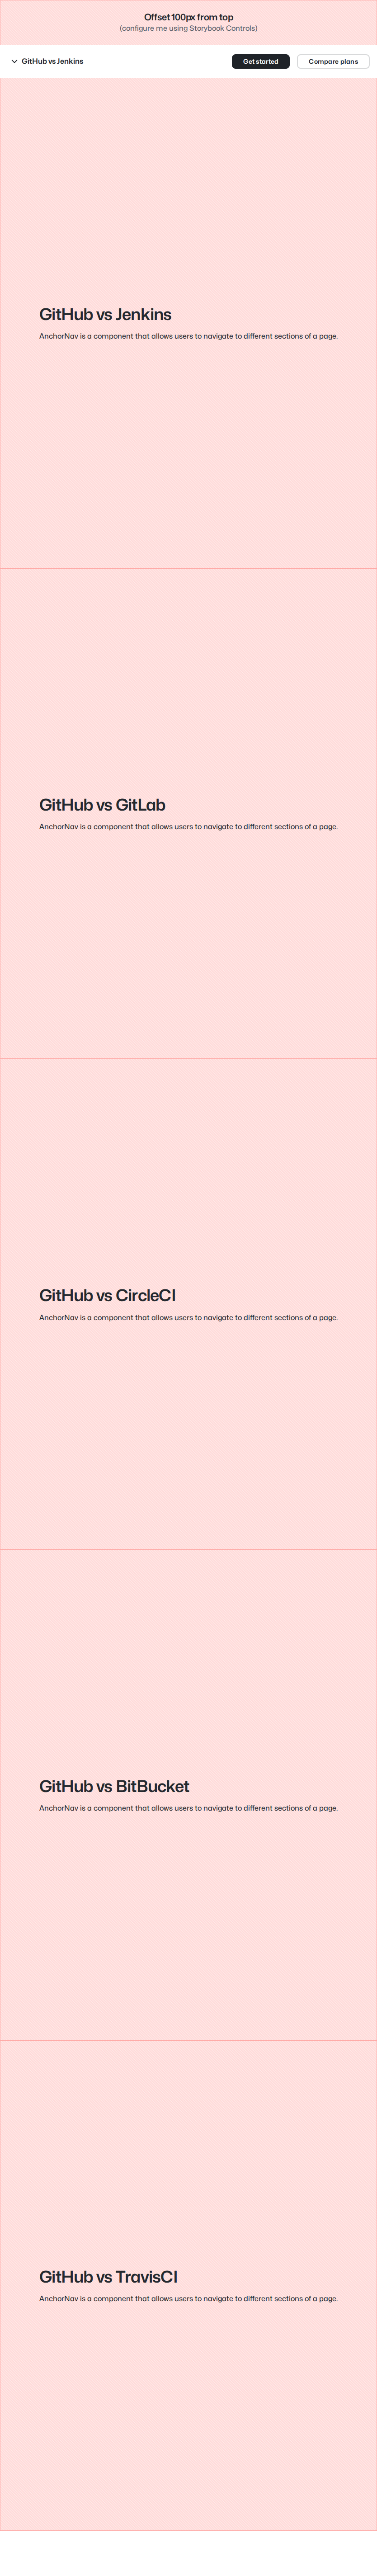 Offset 100px from top
(configure me using Storybook Controls)
GitHub vs Jenkins
Get started
Compare plans
GitHub vs Jenkins
AnchorNav is a component that allows users to navigate to different sections of a page.
GitHub vs GitLab
AnchorNav is a component that allows users to navigate to different sections of a page.
GitHub vs CircleCI
AnchorNav is a component that allows users to navigate to different sections of a page.
GitHub vs BitBucket
AnchorNav is a component that allows users to navigate to different sections of a page.
GitHub vs TravisCI
AnchorNav is a component that allows users to navigate to different sections of a page.